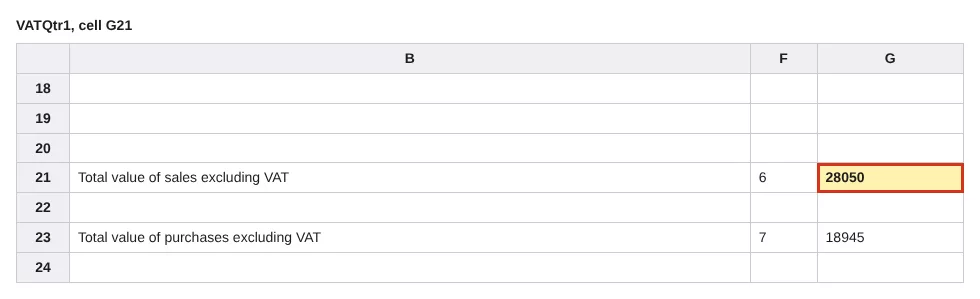 VATQtr1, cell G21
B F G
18
19
20
21 Total value of sales excluding VAT 6 28050
22
23 Total value of purchases excluding VAT 7 18945
24